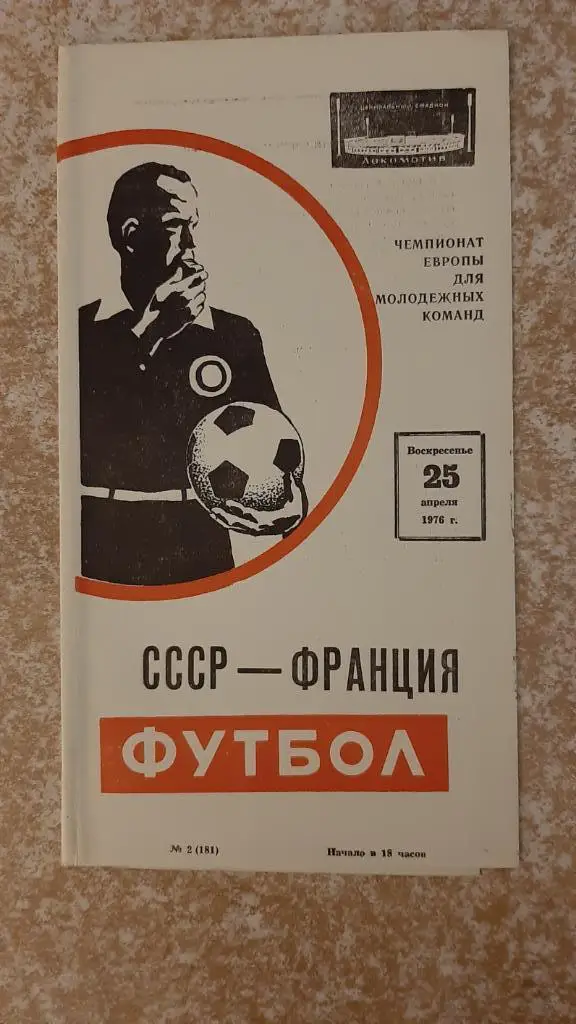 ЦЕНТРАЛЬНЫЙ СТАДИОН
ЛОКОМОТИВ
ЧЕМПИОНАТ
ЕВРОПЫ
ДЛЯ
МОЛОДЕЖНЫХ
КОМАНД
Воскресенье
25
апреля
1976 г.
СССР — ФРАНЦИЯ
ФУТБОЛ
№ 2 (181)
Начало в 18 часов